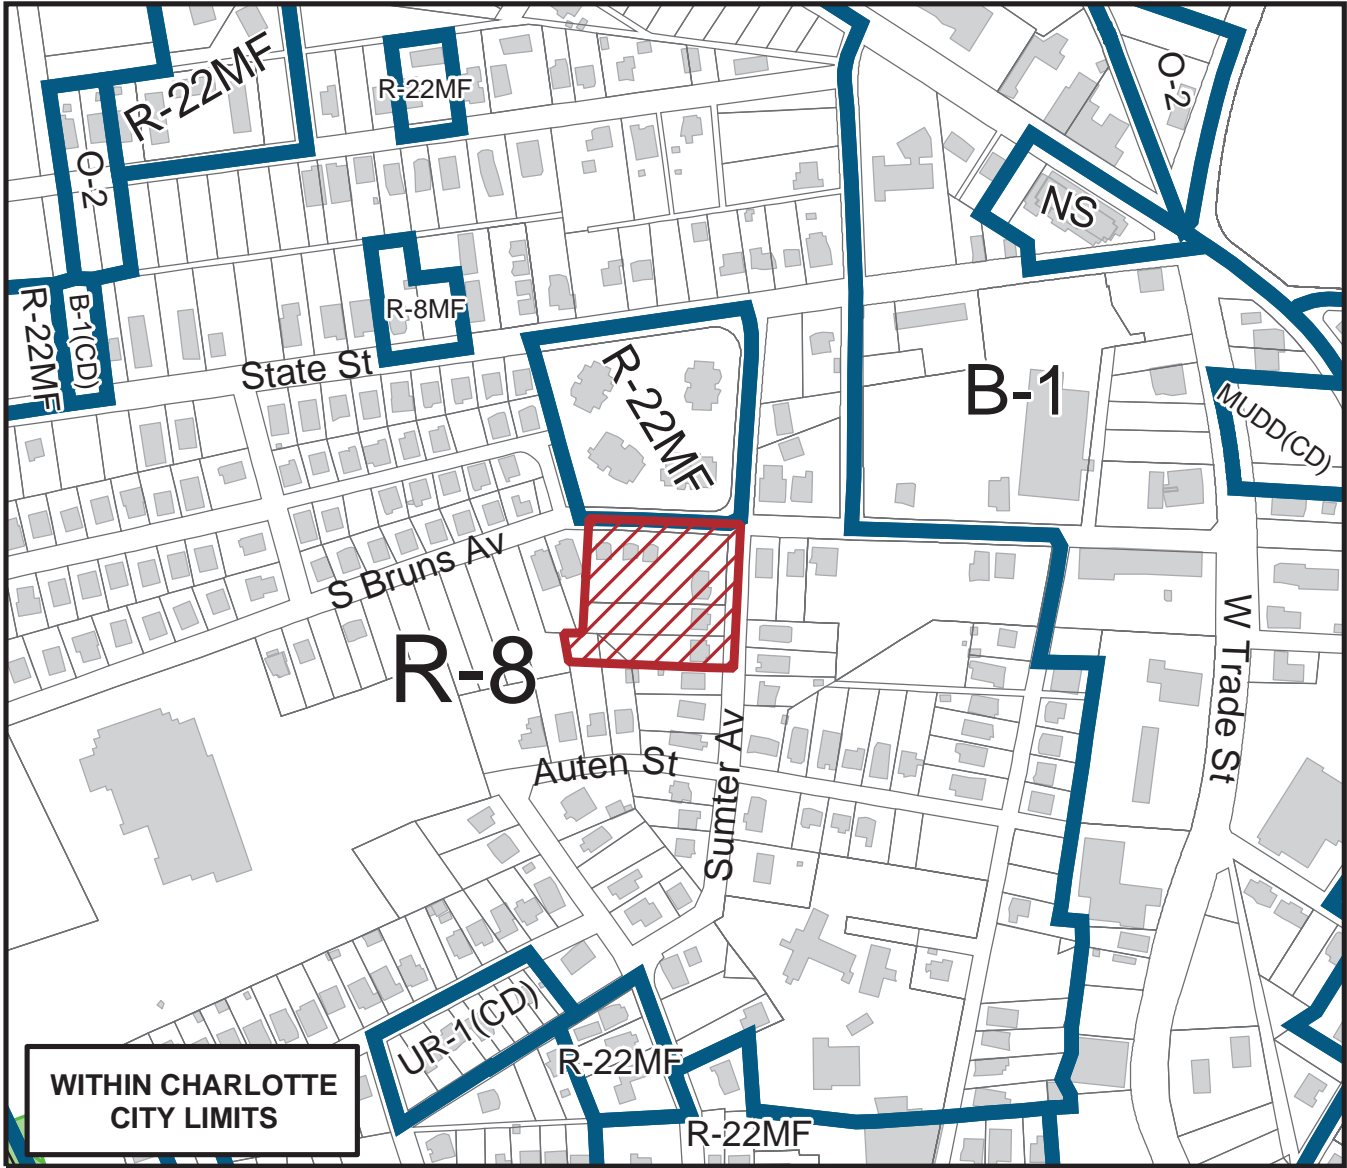 R-22MF
R-22MF
O-2
O-2
NS
R-22MF
B-1(CD)
R-8MF
State St
R-22MF
B-1
MUDD(CD)
S Bruns Av
R-8
W Trade St
Auten St
Sumter Av
UR-1(CD)
R-22MF
R-22MF
WITHIN CHARLOTTE
CITY LIMITS